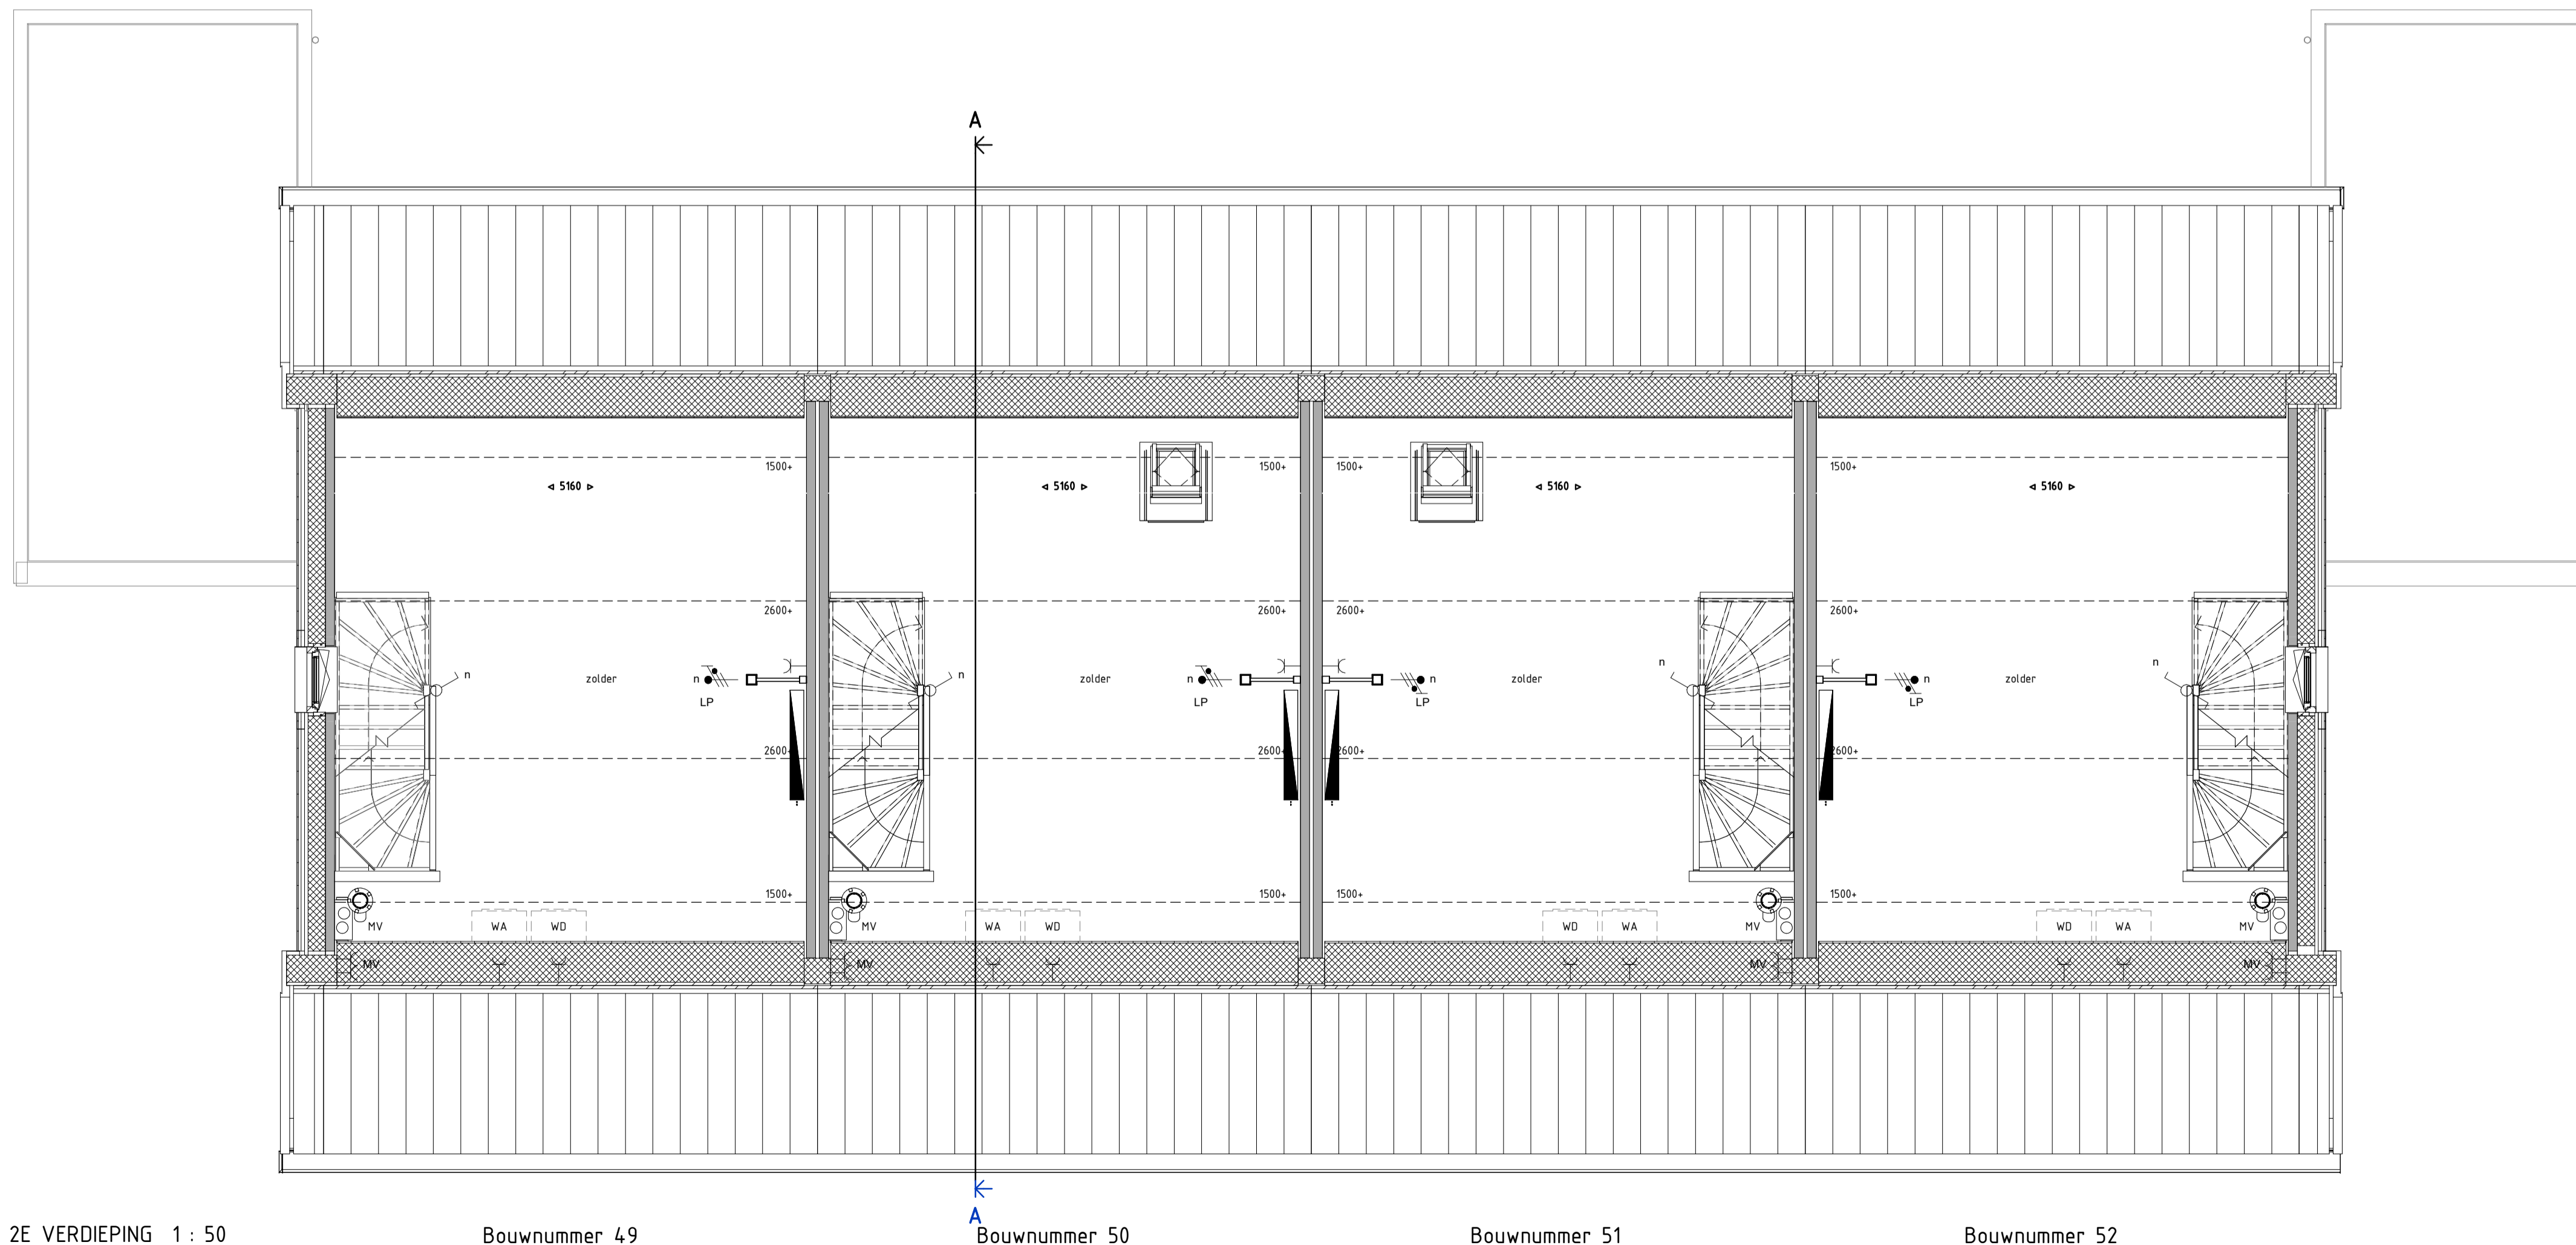 A
1500+ 1500+ 1500+ 1500+
5160 5160 5160 5160
2600+ 2600+ 2600+ 2600+
n n n n
n zolder n zolder n zolder n zolder
LP LP LP LP
2600+ 2600+ 2600+ 2600+
1500+ 1500+ 1500+ 1500+
MV WA WD MV WA WD WD WA MV WD WA MV
MV MV MV MV
A
2E VERDIEPING 1 : 50 Bouwnummer 49 Bouwnummer 50 Bouwnummer 51 Bouwnummer 52